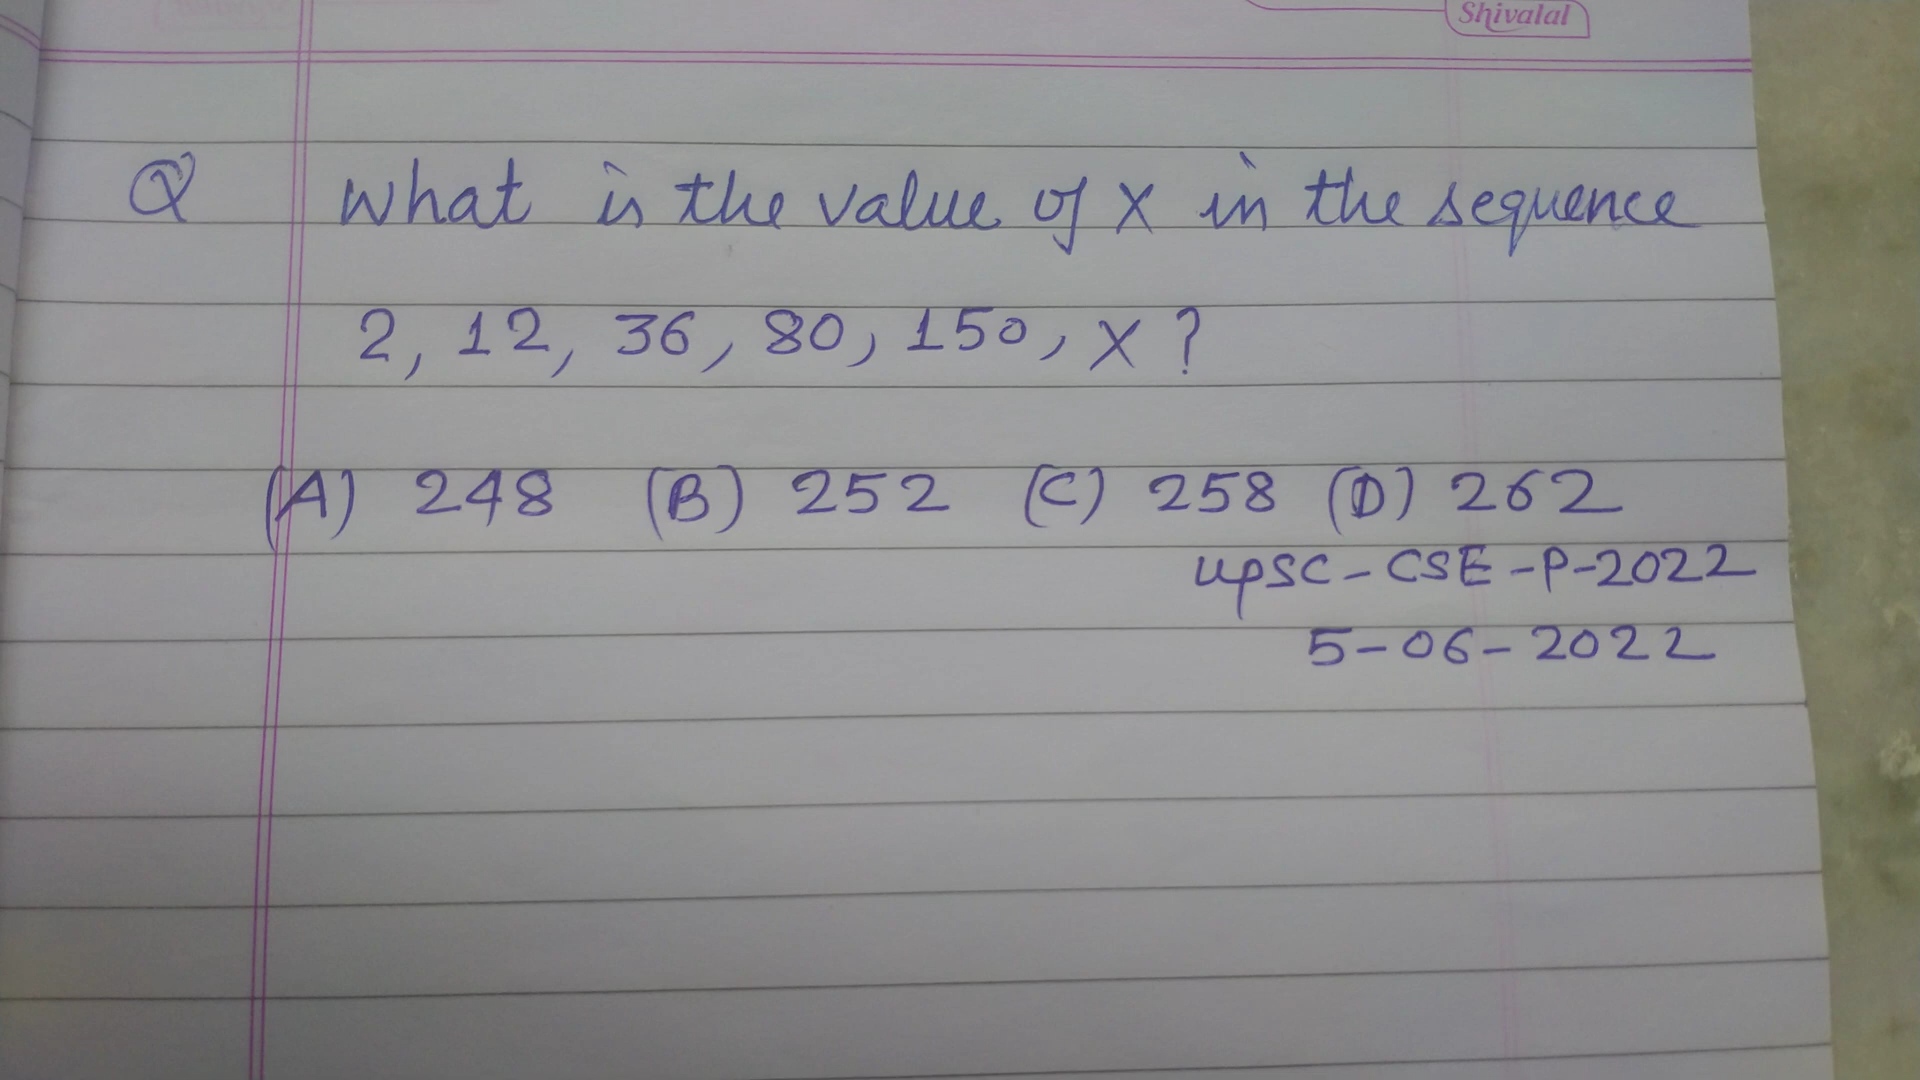 Shivalal
Q What is the value of X in the sequence
2, 12, 36, 80, 150, X ?
(A) 248 (B) 252 (C) 258 (D) 262
UPSC-CSE-P-2022
5-06-2022